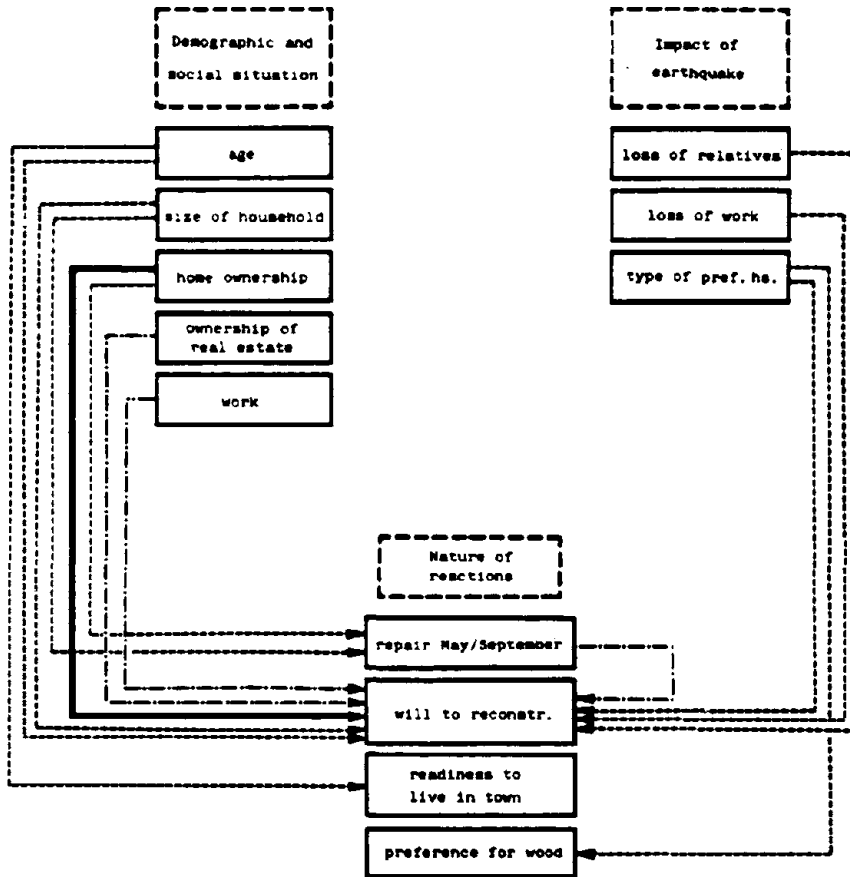 Demographic and
social situation
age
size of household
home ownership
ownership of
real estate
work
Impact of
earthquake
loss of relatives
loss of work
type of pref. hs.
Nature of
reactions
repair May/September
will to reconstr.
readiness to
live in town
preference for wood